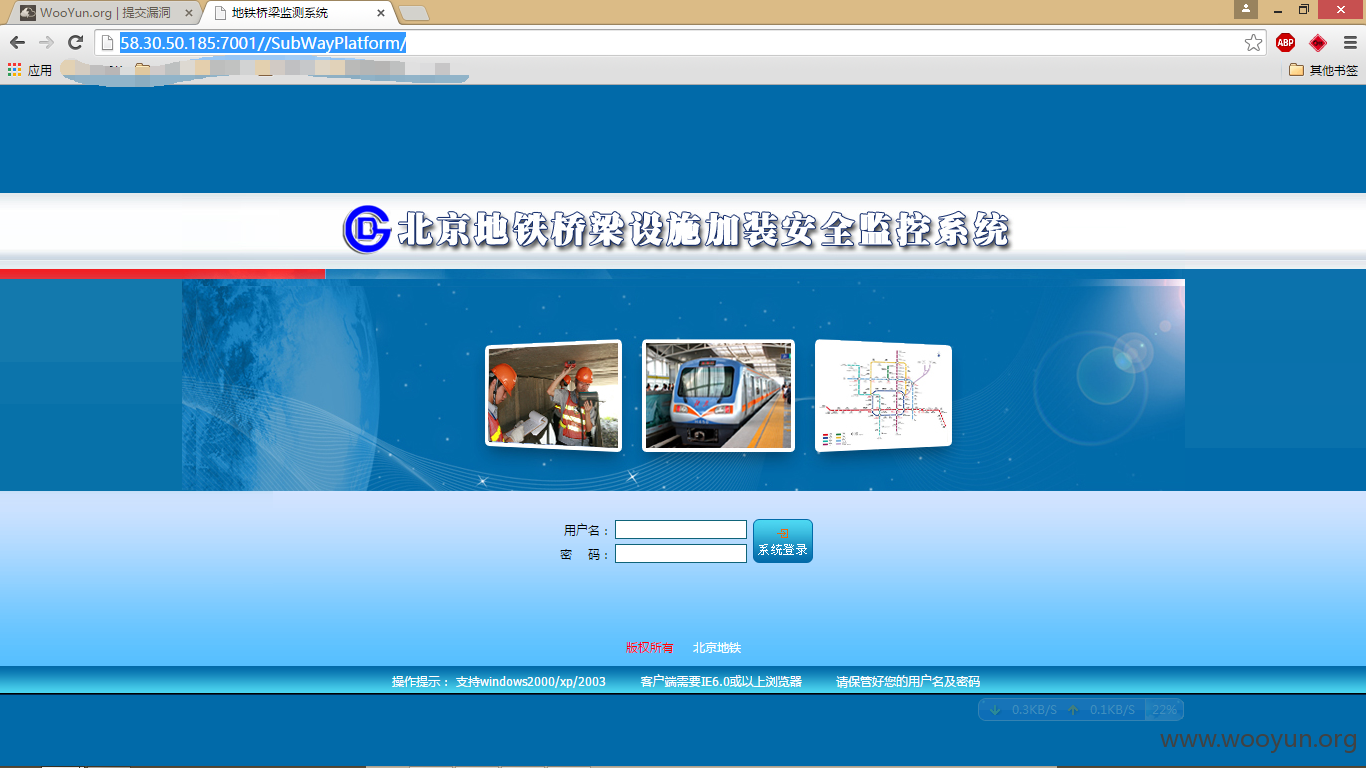 WooYun.org | 提交漏洞
地铁桥梁监测系统
58.30.50.185:7001//SubWayPlatform/
ABP
应用
其他书签
北京地铁桥梁设施加装安全监控系统
用户名：
密 码：
系统登录
版权所有 北京地铁
操作提示： 支持windows2000/xp/2003 客户端需要IE6.0或以上浏览器 请保管好您的用户名及密码
0.3KB/S 0.1KB/S 22%
www.wooyun.org